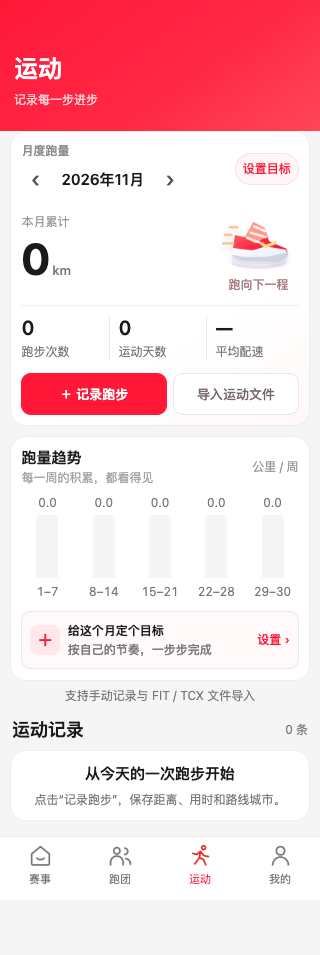 运动
记录每一步进步
月度跑量
‹ 2026年11月 ›
设置目标
本月累计
0 km
跑向下一程
0
跑步次数
0
运动天数
—
平均配速
+ 记录跑步
导入运动文件
跑量趋势
每一周的积累，都看得见
公里 / 周
0.0 0.0 0.0 0.0 0.0
1–7 8–14 15–21 22–28 29–30
+
给这个月定个目标
按自己的节奏，一步步完成
设置 ›
支持手动记录与 FIT / TCX 文件导入
运动记录
0 条
从今天的一次跑步开始
点击“记录跑步”，保存距离、用时和路线城市。
赛事 跑团 运动 我的